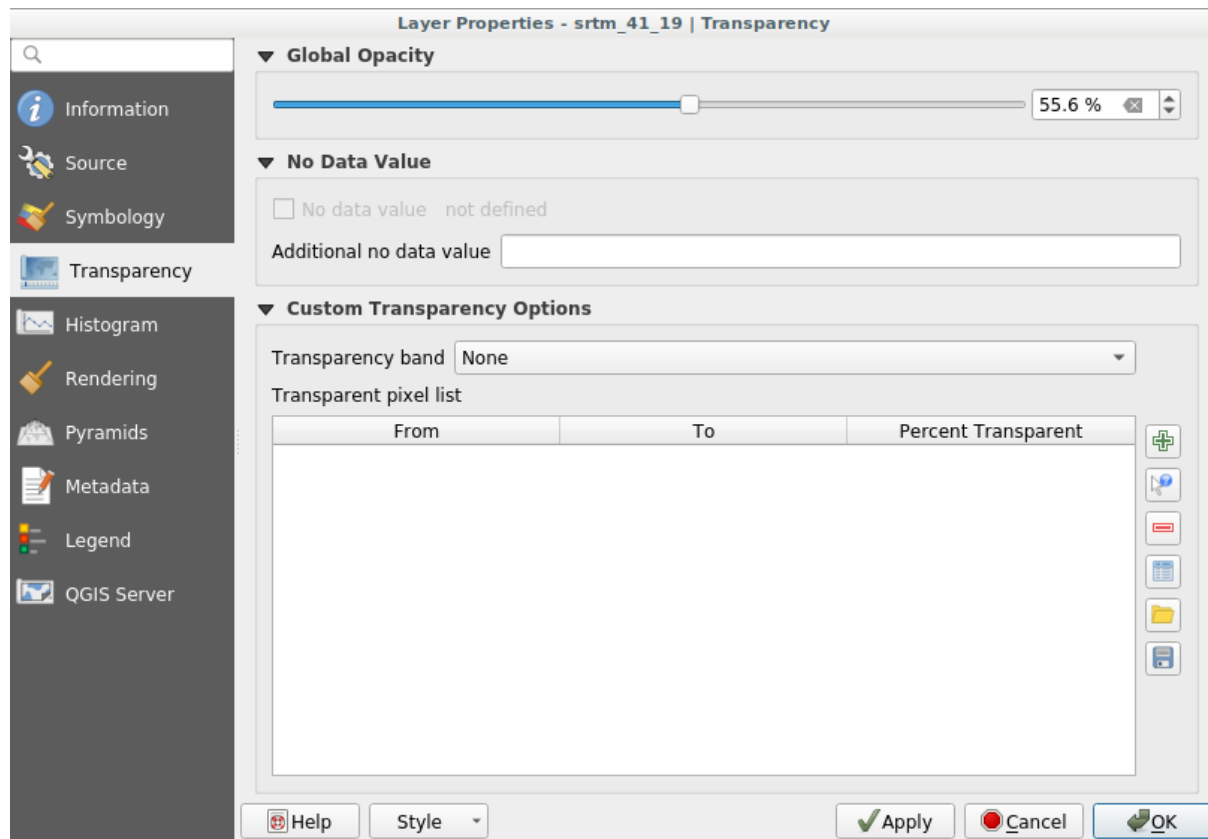 Layer Properties - srtm_41_19 | Transparency
Information
Source
Symbology
Transparency
Histogram
Rendering
Pyramids
Metadata
Legend
QGIS Server
Global Opacity
55.6 %
No Data Value
No data value not defined
Additional no data value
Custom Transparency Options
Transparency band None
Transparent pixel list
From To Percent Transparent
Help Style Apply Cancel OK